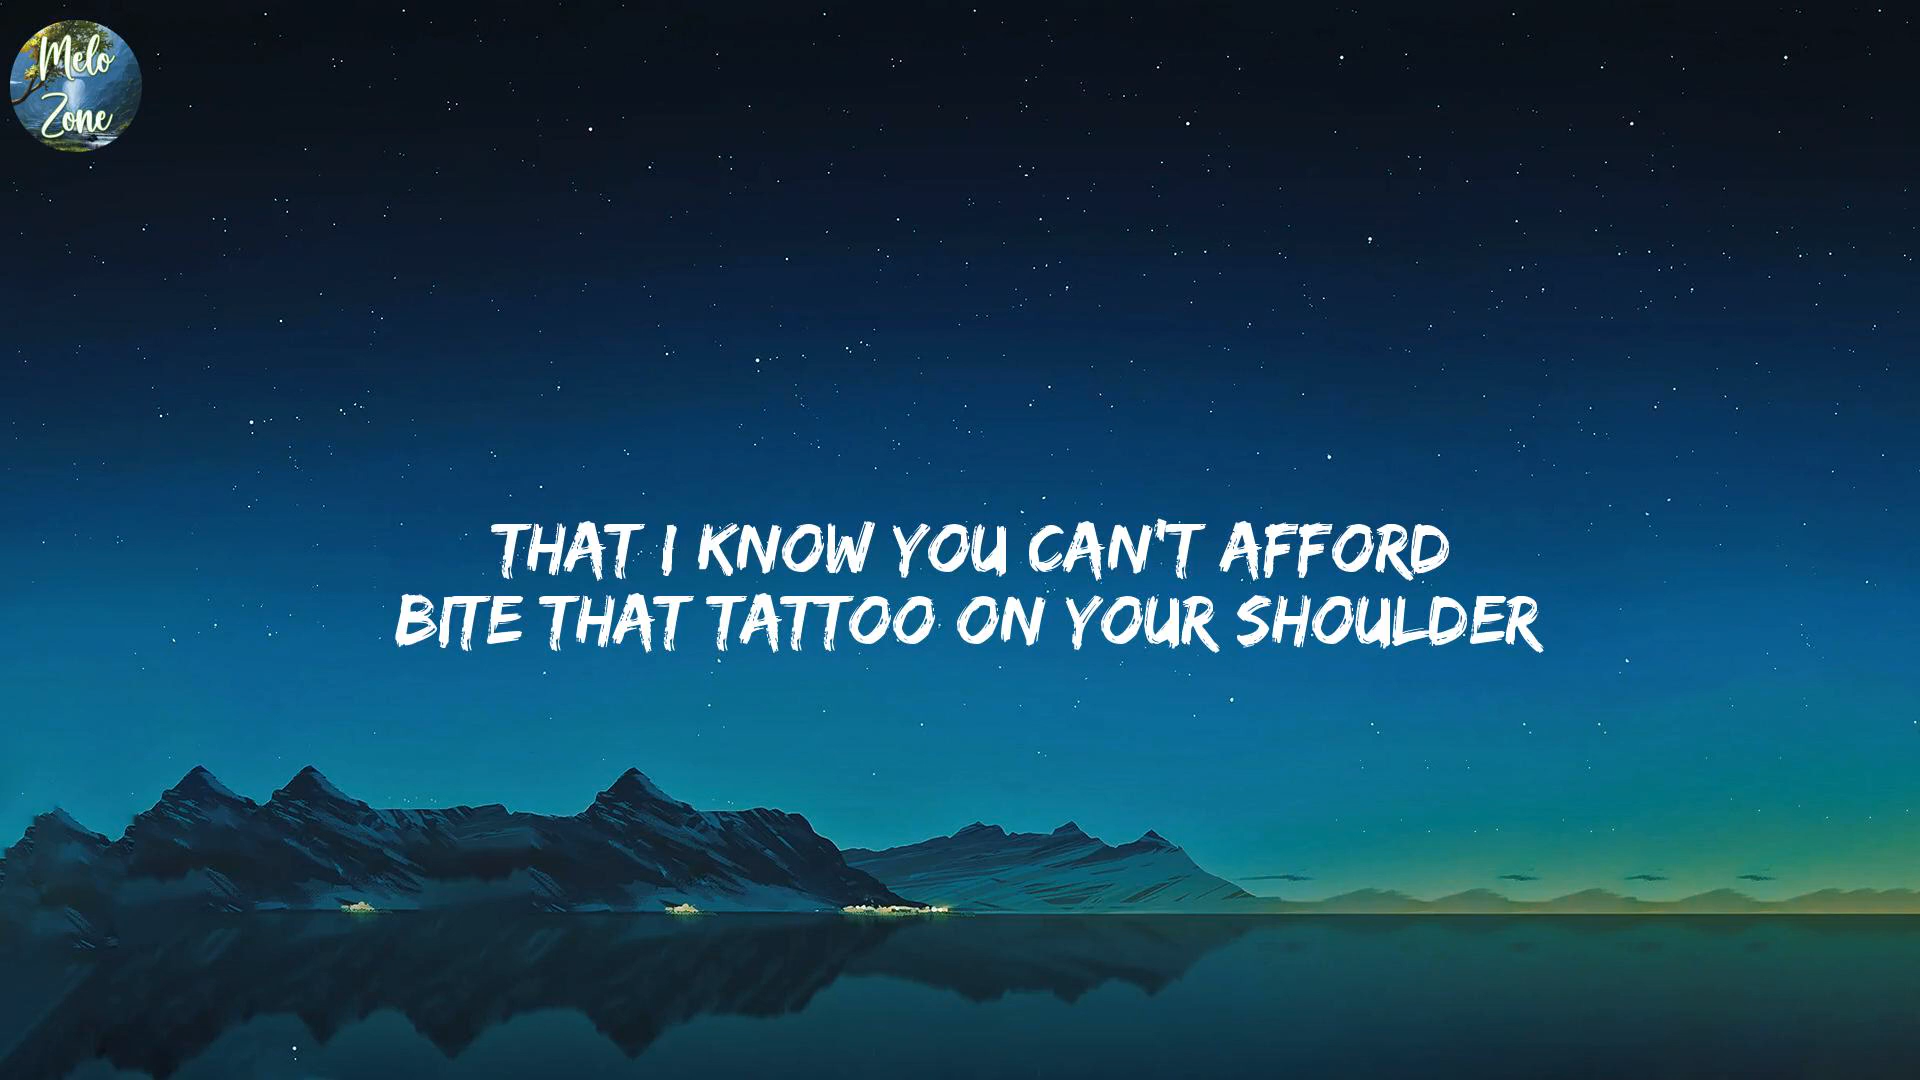 Melo
Zone
THAT I KNOW YOU CAN'T AFFORD
BITE THAT TATTOO ON YOUR SHOULDER